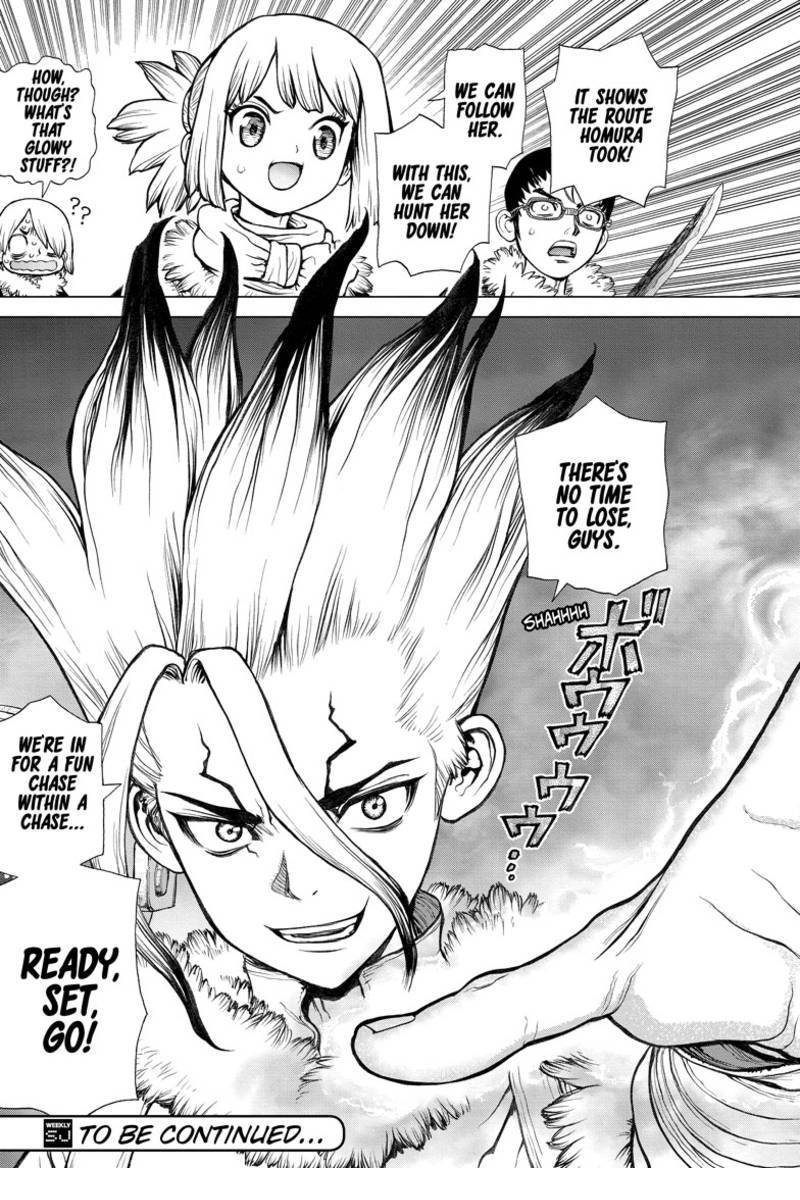 IT SHOWS
THE ROUTE
HOMURA
TOOK!
WE CAN
FOLLOW
HER.
WITH THIS,
WE CAN
HUNT HER
DOWN!
HOW,
THOUGH?
WHAT'S
THAT
GLOWY
STUFF?!
??
THERE'S
NO TIME
TO LOSE,
GUYS.
SHAHHHH
ボウウウウ...
WE'RE IN
FOR A FUN
CHASE
WITHIN A
CHASE...
READY,
SET,
GO!
WEEKLY
SJ
TO BE CONTINUED...